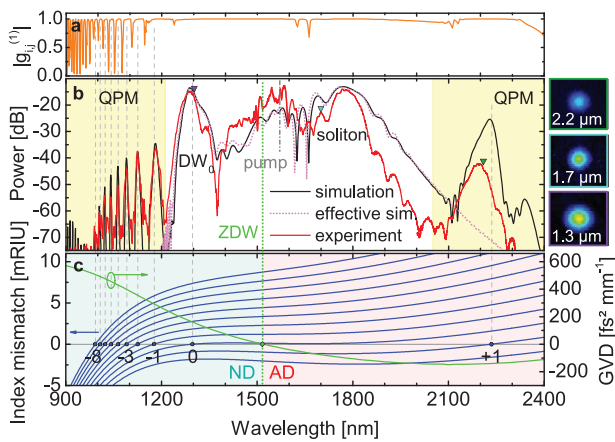 |g_{i,j}^{(1)}|
1.0
0.5
0.0
a
Power [dB]
-10
-20
-30
-40
-50
-60
-70
b
QPM
QPM
DW₀
pump
soliton
ZDW
simulation
effective sim
experiment
2.2 µm
1.7 µm
1.3 µm
Index mismatch [mRIU]
10
5
0
-5
c
-8
-3
-1
0
+1
ND
AD
600
400
200
0
-200
GVD [fs² mm⁻¹]
900
1200
1500
1800
2100
2400
Wavelength [nm]